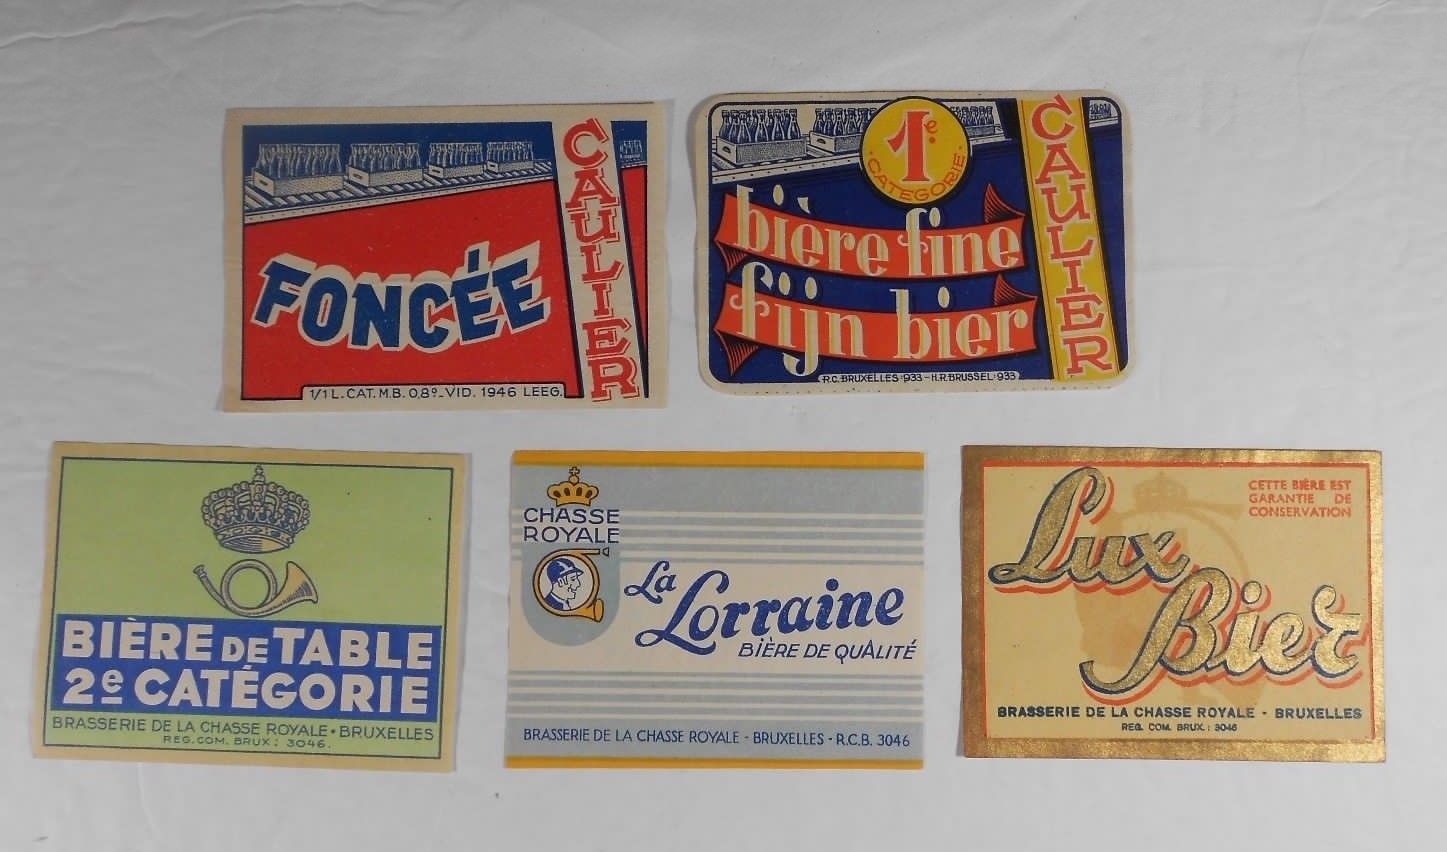 FONCÉE
CAULIER
1/1 L. CAT. M.B. 0,8°_VID. 1946 LEEG.
1e
CATEGORIE
bière fine
fijn bier
CAULIER
R.C. BRUXELLES: 933 - H.R. BRUSSEL: 933
BIÈRE DE TABLE
2e CATÉGORIE
BRASSERIE DE LA CHASSE ROYALE • BRUXELLES
REG. COM. BRUX: 3046.
CHASSE
ROYALE
La
Lorraine
BIÈRE DE QUALITÉ
BRASSERIE DE LA CHASSE ROYALE - BRUXELLES - R.C.B. 3046
CETTE BIÈRE EST
GARANTIE DE
CONSERVATION
Lux
Bier
BRASSERIE DE LA CHASSE ROYALE - BRUXELLES
REG. COM. BRUX.: 3046